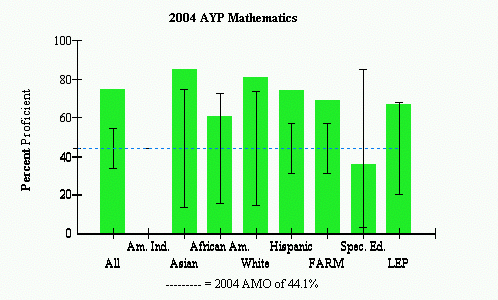 2004 AYP Mathematics
Percent Proficient
100
80
60
40
20
0
Am. Ind. African Am. Hispanic Spec. Ed.
All Asian White FARM LEP
--------- = 2004 AMO of 44.1%